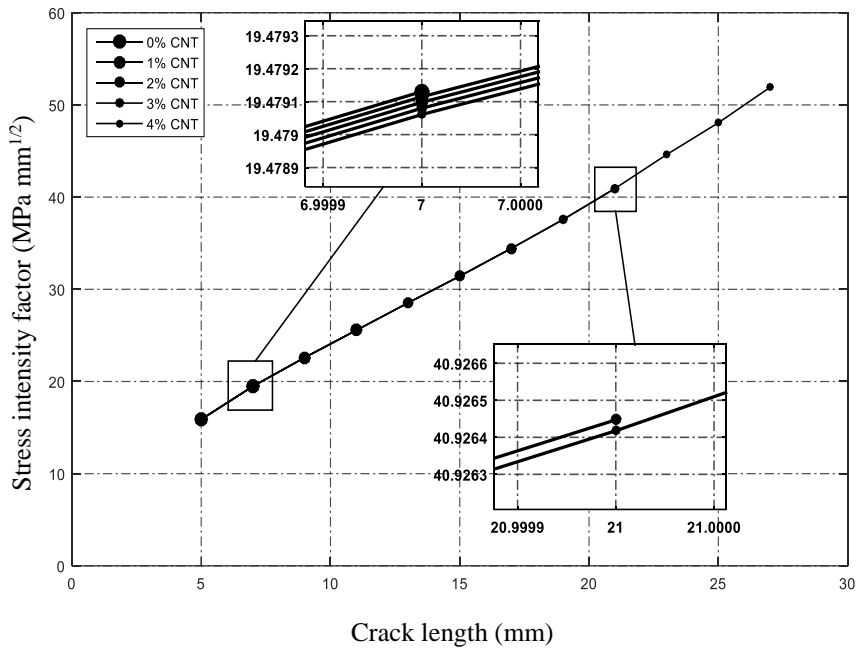 60
50
40
30
20
10
0
0 5 10 15 20 25 30
Stress intensity factor (MPa mm1/2)
Crack length (mm)
0% CNT
1% CNT
2% CNT
3% CNT
4% CNT
19.4793
19.4792
19.4791
19.479
19.4789
6.9999 7 7.0000
40.9266
40.9265
40.9264
40.9263
20.9999 21 21.0000